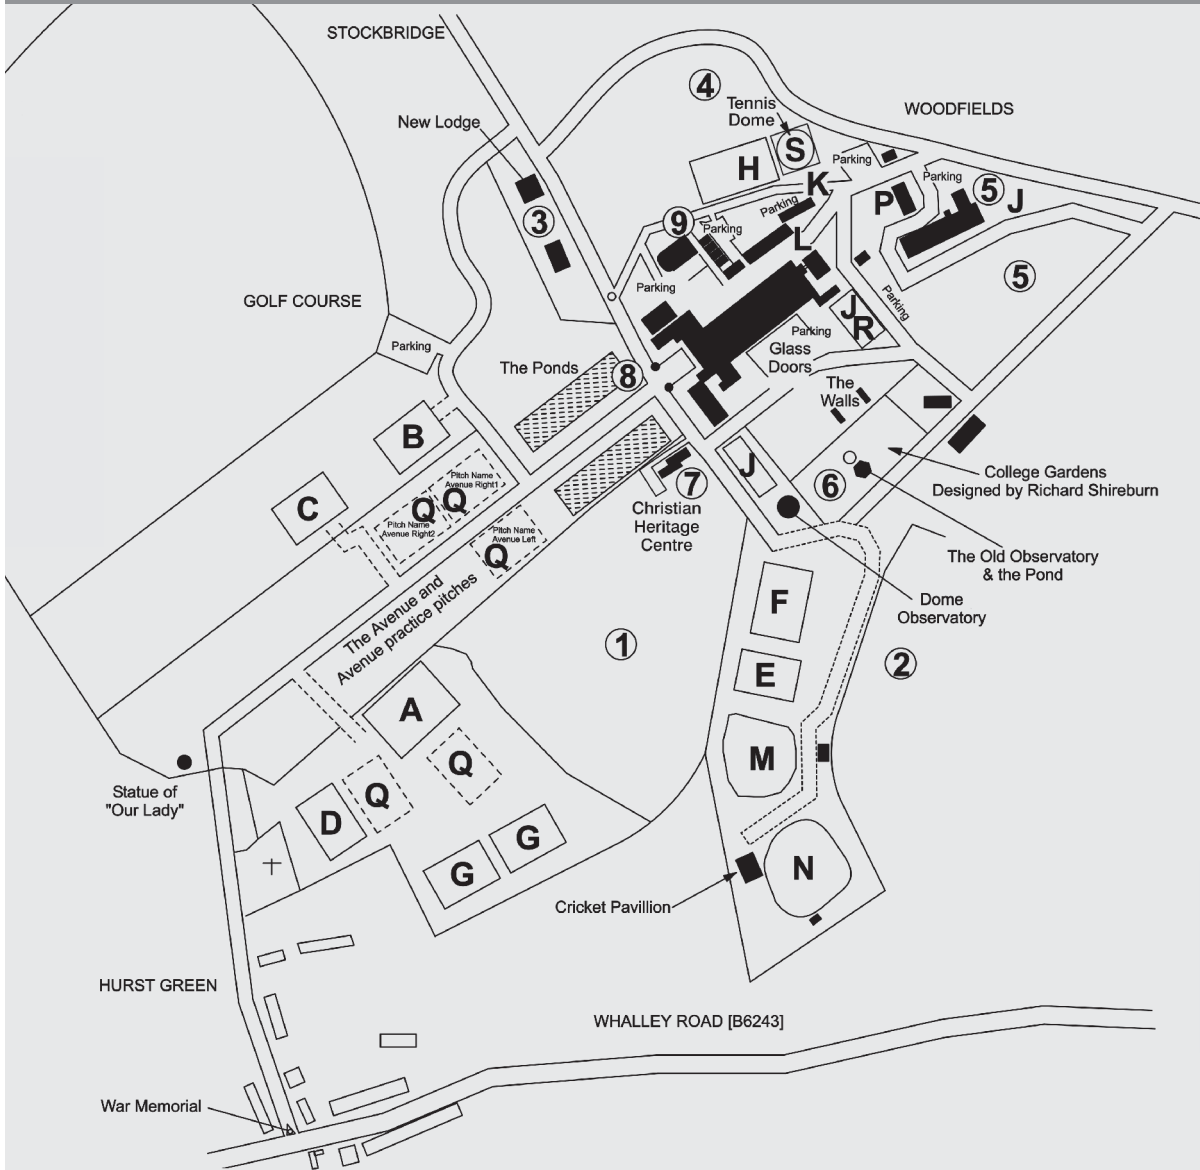 STOCKBRIDGE
4
Tennis
Dome
WOODFIELDS
New Lodge
S
Parking
H
K
Parking
5
J
P
3
9
Parking
Parking
L
5
Parking
GOLF COURSE
Parking
J
R
Parking
Parking
Glass
Doors
The Ponds
8
The
Walls
B
J
College Gardens
Designed by Richard Shireburn
Pitch Name
Avenue Right1
Q
6
7
C
Q
Pitch Name
Avenue Right2
Christian
Heritage
Centre
Pitch Name
Avenue Left
Q
The Old Observatory
& the Pond
Dome
Observatory
F
The Avenue and
Avenue practice pitches
1
2
E
A
M
Q
Statue of
"Our Lady"
Q
D
G
G
N
Cricket Pavillion
HURST GREEN
WHALLEY ROAD [B6243]
War Memorial